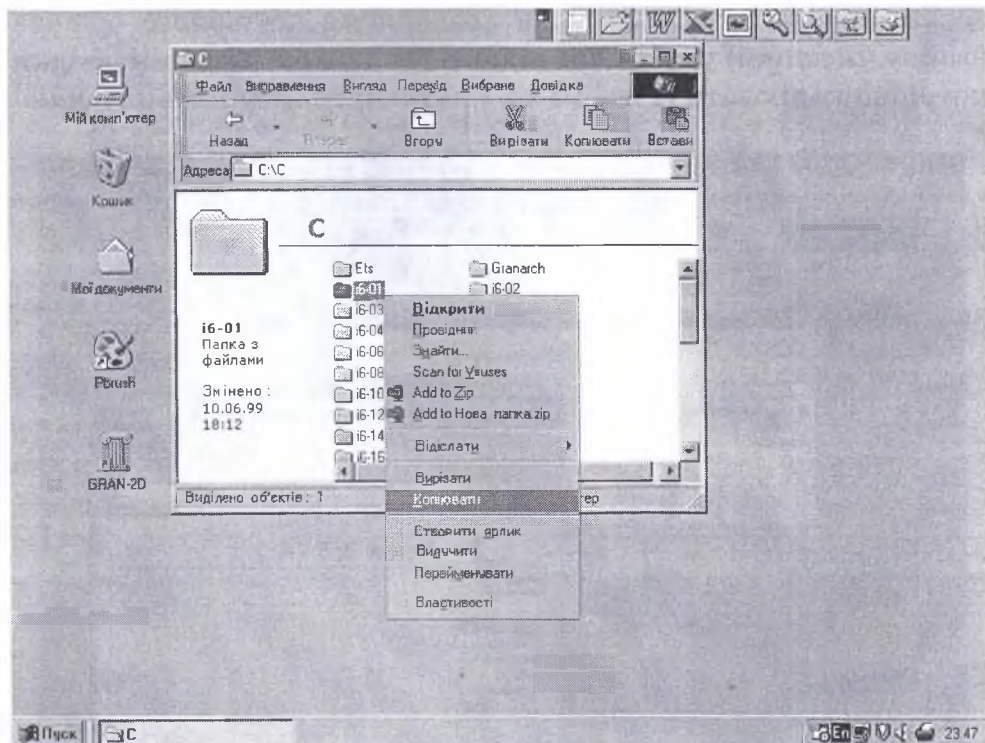 C
Файл Виправлення Вигляд Перехід Вибране Довідка
Назад Вгору Вирізати Копіювати Встави
Адреса C:\C
Мій комп'ютер
Кошик
Мої документи
Pbrush
GRAN-2D
C
i6-01
Папка з
файлами
Змінено :
10.06.99
18:12
Ets Granarch
i6-01 i6-02
i6-03
i6-04
i6-06
i6-08
i6-10
i6-12
i6-14
i6-16
Відкрити
Провідник
Знайти...
Scan for Viruses
Add to Zip
Add to Нова папка.zip
Відіслати
Вирізати
Копіювати
Створити ярлик
Видучити
Перейменувати
Властивості
Виділено об'єктів: 1 тер
Пуск C En 23:47